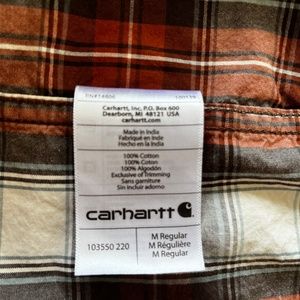 RN#14806
Carhartt, Inc. P.O. Box 600
Dearborn, MI 48121 USA
carhartt.com
Made in India
Fabriqué en Inde
Hecho en la India
100% Cotton
100% Coton
100% Algodón
Exclusive of Trimming
Sans garniture
Sin incluir adorno
carhartt
103550 220
M Regular
M Régulière
M Regular